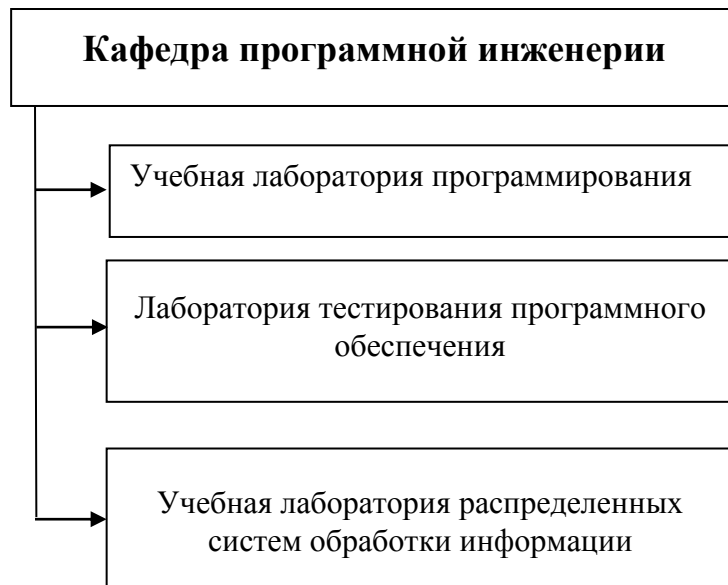 Кафедра программной инженерии
Учебная лаборатория программирования
Лаборатория тестирования программного
обеспечения
Учебная лаборатория распределенных
систем обработки информации